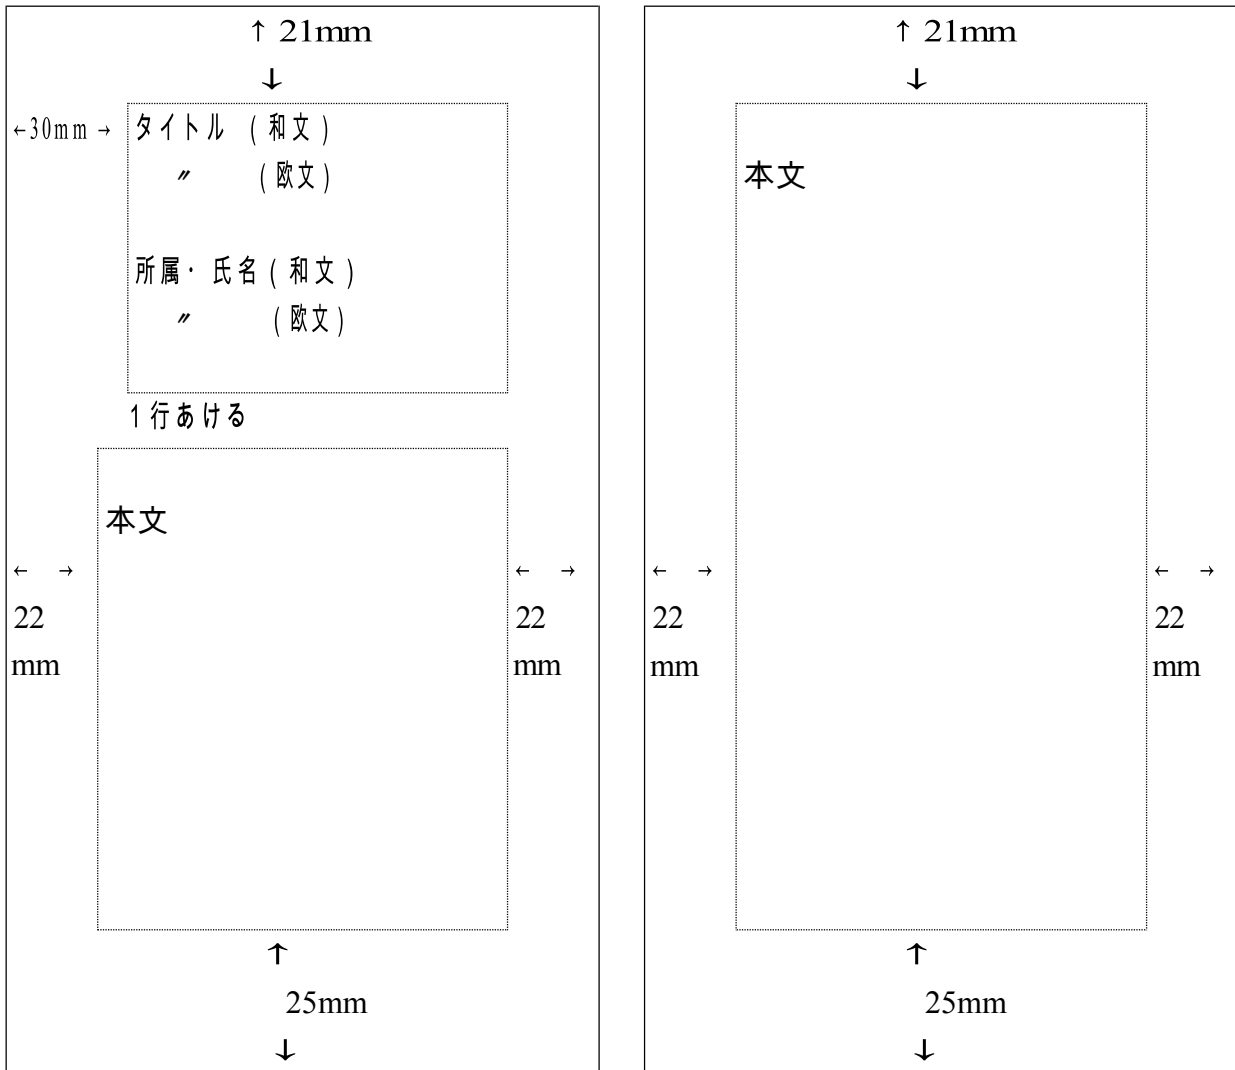 ↑ 21mm
↓
←30mm→
タイトル (和文)
〃 (欧文)
所属・氏名(和文)
〃 (欧文)
1行あける
本文
← →
22
mm
← →
22
mm
↑
25mm
↓
↑ 21mm
↓
本文
← →
22
mm
← →
22
mm
↑
25mm
↓